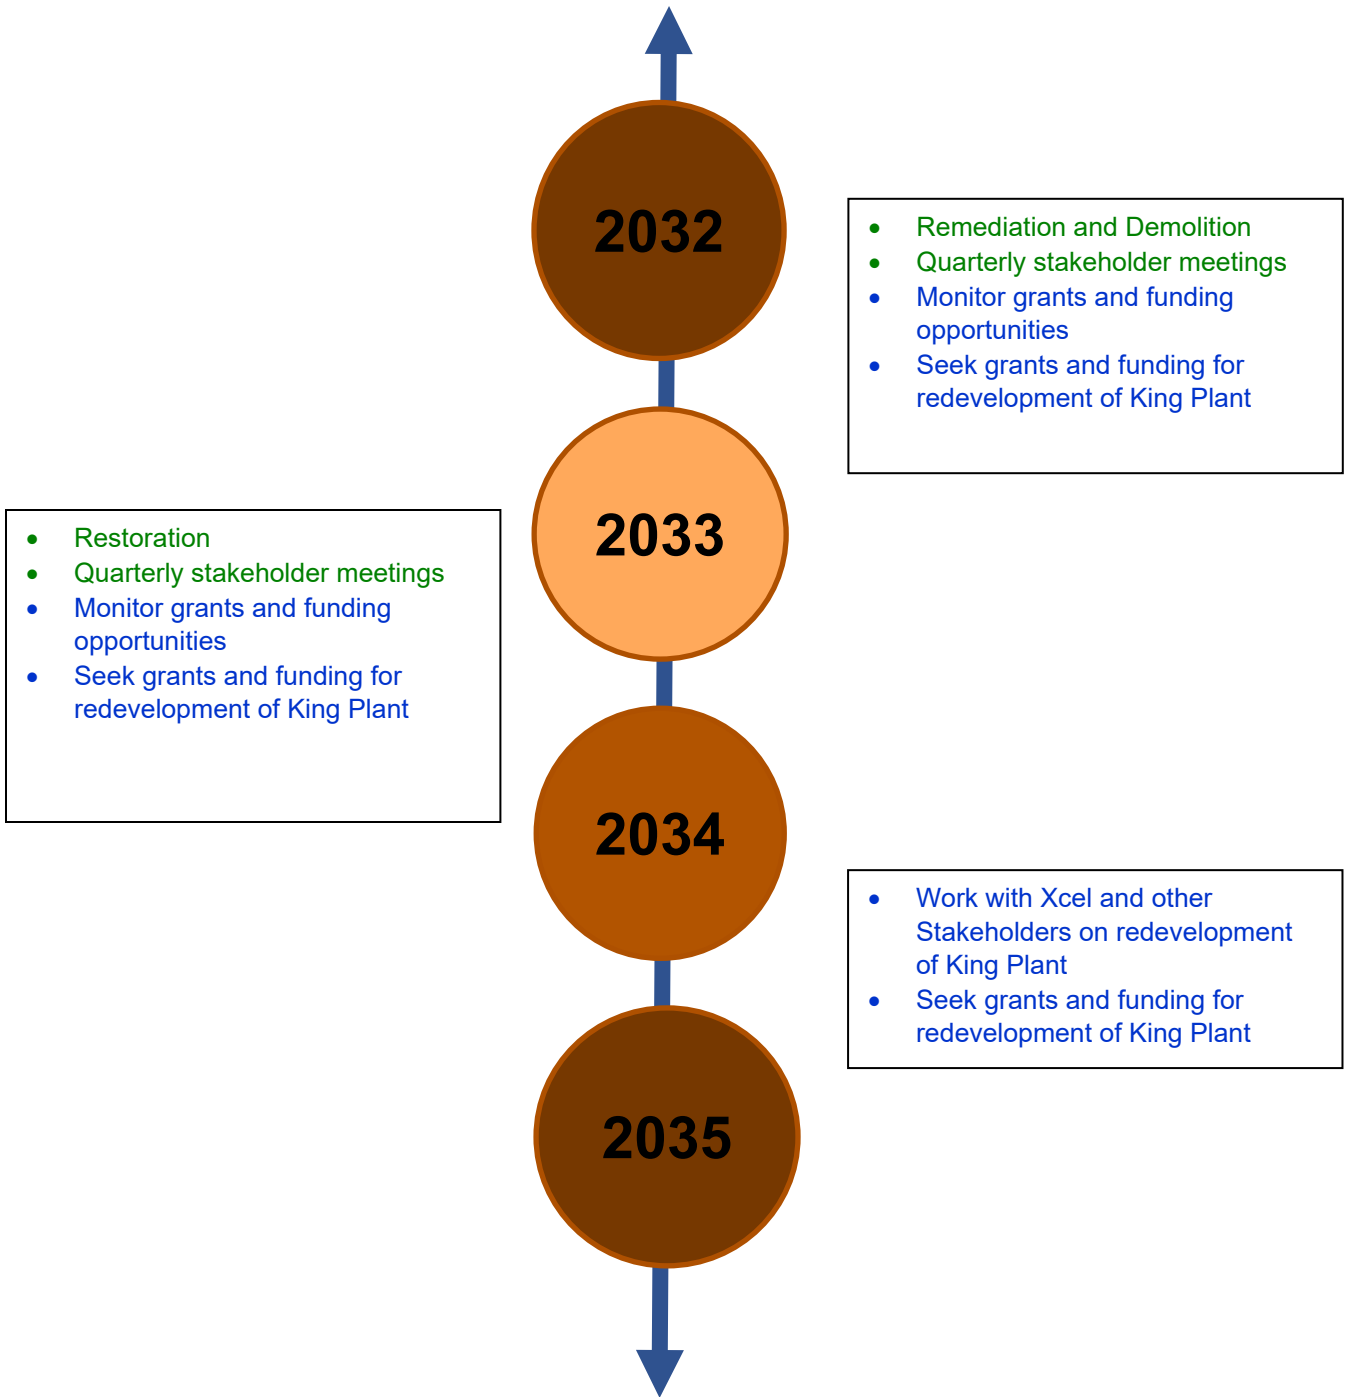 2032
• Remediation and Demolition
• Quarterly stakeholder meetings
• Monitor grants and funding
opportunities
• Seek grants and funding for
redevelopment of King Plant
2033
• Restoration
• Quarterly stakeholder meetings
• Monitor grants and funding
opportunities
• Seek grants and funding for
redevelopment of King Plant
2034
• Work with Xcel and other
Stakeholders on redevelopment
of King Plant
• Seek grants and funding for
redevelopment of King Plant
2035